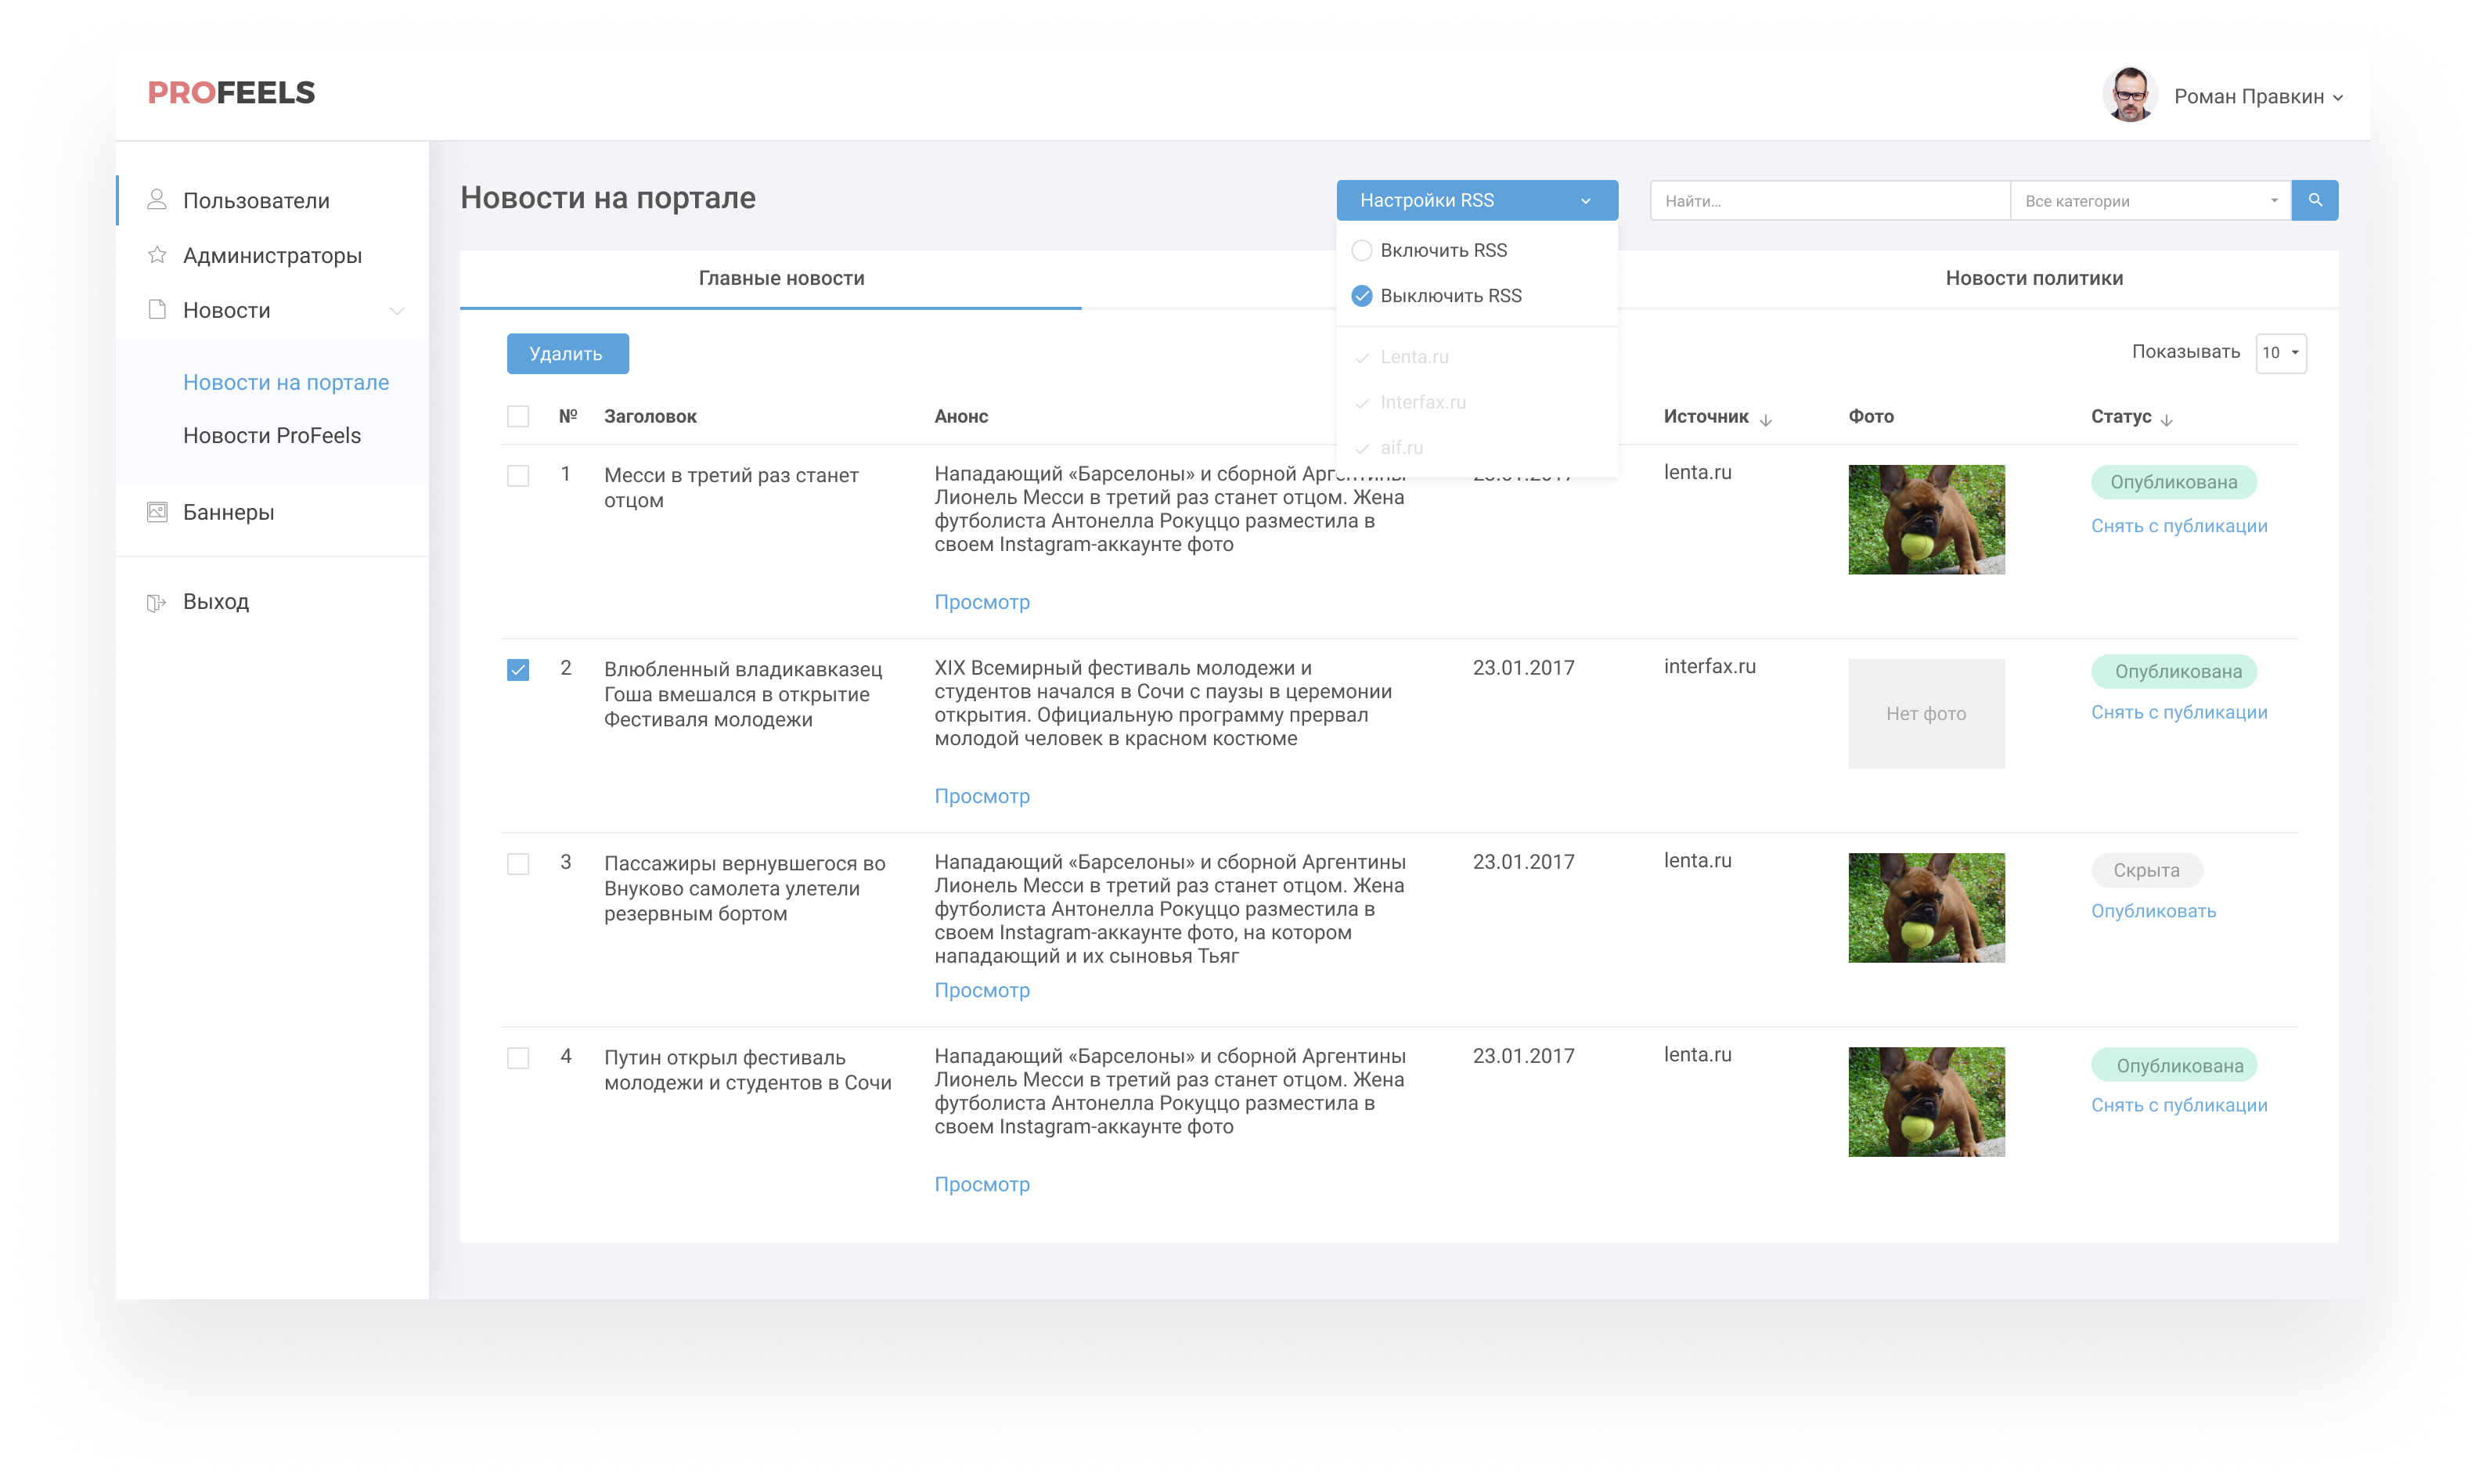 PROFEELS
Роман Правкин
Пользователи
Администраторы
Новости
Новости на портале
Новости ProFeels
Баннеры
Выход
Новости на портале
Настройки RSS
Найти...
Все категории
Включить RSS
Выключить RSS
Lenta.ru
Interfax.ru
aif.ru
Главные новости
Новости политики
Удалить
Показывать
10
№
Заголовок
Анонс
Источник
Фото
Статус
1
Месси в третий раз станет
отцом
Нападающий «Барселоны» и сборной Аргентины
Лионель Месси в третий раз станет отцом. Жена
футболиста Антонелла Рокуццо разместила в
своем Instagram-аккаунте фото
Просмотр
lenta.ru
Опубликована
Снять с публикации
2
Влюбленный владикавказец
Гоша вмешался в открытие
Фестиваля молодежи
XIX Всемирный фестиваль молодежи и
студентов начался в Сочи с паузы в церемонии
открытия. Официальную программу прервал
молодой человек в красном костюме
Просмотр
23.01.2017
interfax.ru
Нет фото
Опубликована
Снять с публикации
3
Пассажиры вернувшегося во
Внуково самолета улетели
резервным бортом
Нападающий «Барселоны» и сборной Аргентины
Лионель Месси в третий раз станет отцом. Жена
футболиста Антонелла Рокуццо разместила в
своем Instagram-аккаунте фото, на котором
нападающий и их сыновья Тьяг
Просмотр
23.01.2017
lenta.ru
Скрыта
Опубликовать
4
Путин открыл фестиваль
молодежи и студентов в Сочи
Нападающий «Барселоны» и сборной Аргентины
Лионель Месси в третий раз станет отцом. Жена
футболиста Антонелла Рокуццо разместила в
своем Instagram-аккаунте фото
Просмотр
23.01.2017
lenta.ru
Опубликована
Снять с публикации